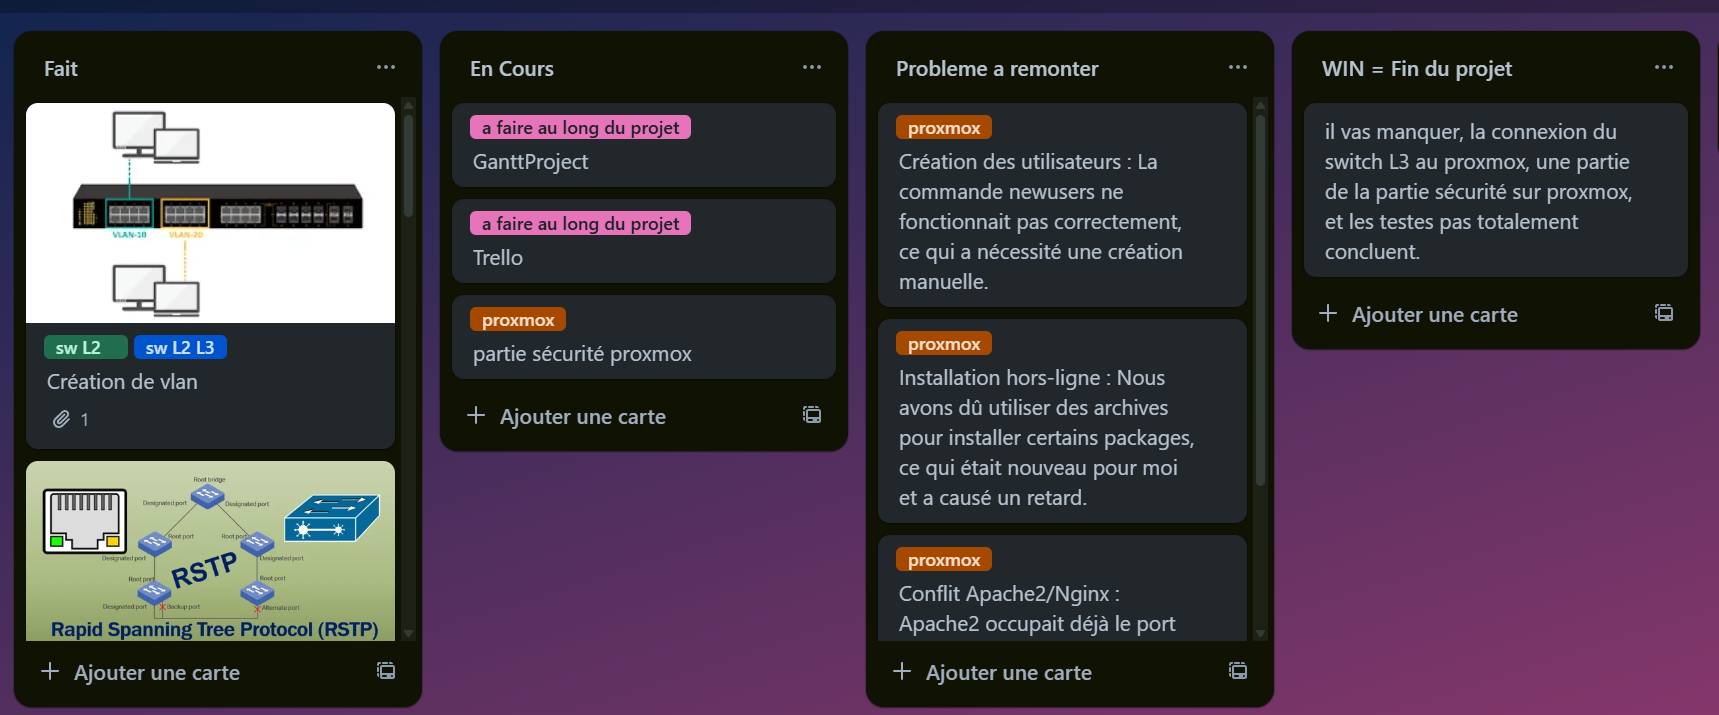 Fait
VLAN-10
VLAN-20
sw L2
sw L2 L3
Création de vlan
1
Root bridge
Designated port
Designated port
Root port
Root port
Designated port
Designated port
Root port
Root port
Designated port
Backup port
Alternate port
RSTP
Rapid Spanning Tree Protocol (RSTP)
Ajouter une carte
En Cours
a faire au long du projet
GanttProject
a faire au long du projet
Trello
proxmox
partie sécurité proxmox
Ajouter une carte
Probleme a remonter
proxmox
Création des utilisateurs : La
commande newusers ne
fonctionnait pas correctement,
ce qui a nécessité une création
manuelle.
proxmox
Installation hors-ligne : Nous
avons dû utiliser des archives
pour installer certains packages,
ce qui était nouveau pour moi
et a causé un retard.
proxmox
Conflit Apache2/Nginx :
Apache2 occupait déjà le port
Ajouter une carte
WIN = Fin du projet
il vas manquer, la connexion du
switch L3 au proxmox, une partie
de la partie sécurité sur proxmox,
et les testes pas totalement
concluent.
Ajouter une carte